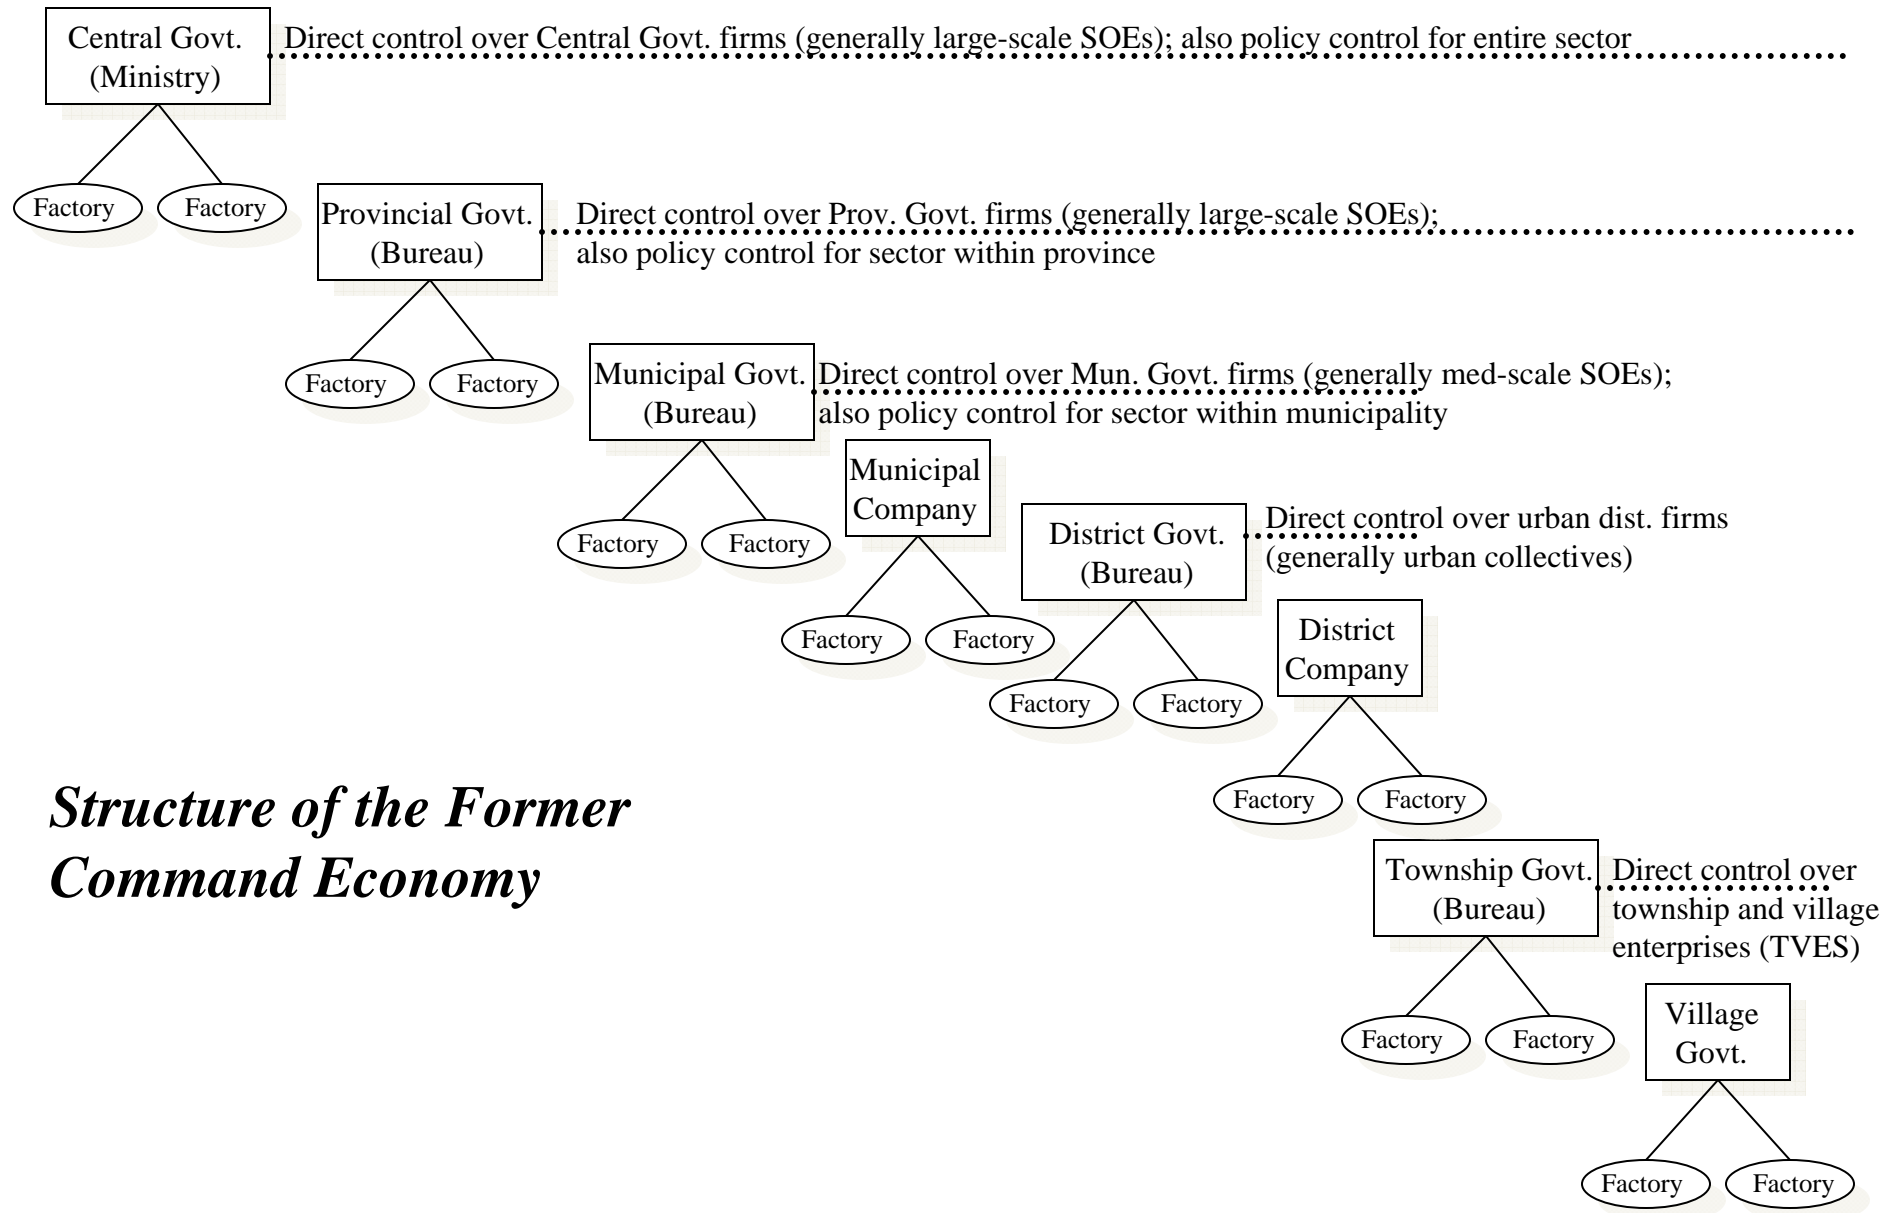 Central Govt.
(Ministry)
Direct control over Central Govt. firms (generally large-scale SOEs); also policy control for entire sector
Factory
Factory
Provincial Govt.
(Bureau)
Direct control over Prov. Govt. firms (generally large-scale SOEs);
also policy control for sector within province
Factory
Factory
Municipal Govt.
(Bureau)
Direct control over Mun. Govt. firms (generally med-scale SOEs);
also policy control for sector within municipality
Factory
Factory
Municipal
Company
Factory
Factory
District Govt.
(Bureau)
Direct control over urban dist. firms
(generally urban collectives)
Factory
Factory
District
Company
Factory
Factory
Structure of the Former
Command Economy
Township Govt.
(Bureau)
Direct control over
township and village
enterprises (TVES)
Factory
Factory
Village
Govt.
Factory
Factory